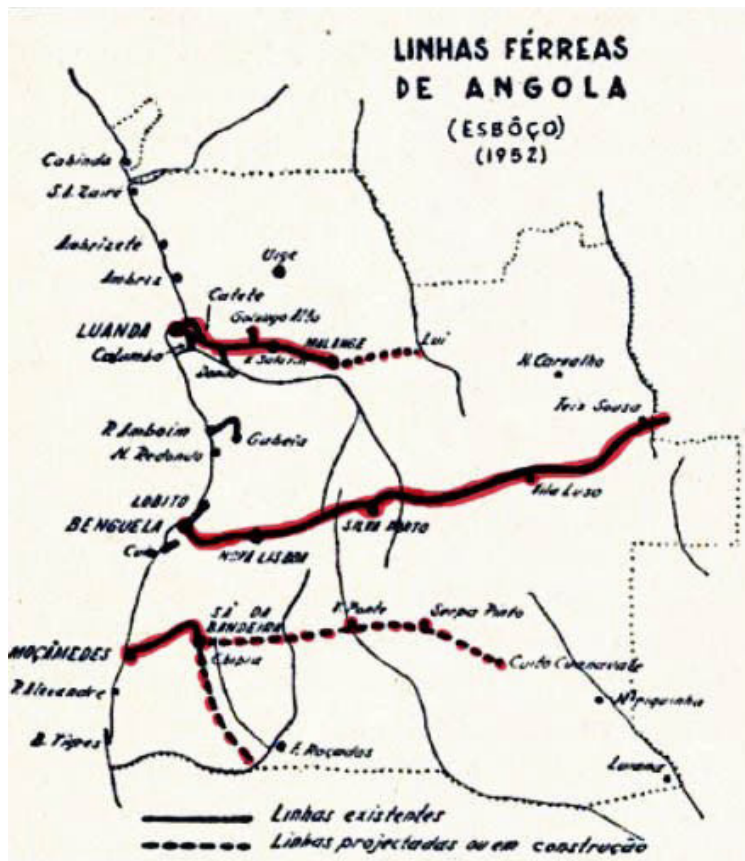 LINHAS FÉRREAS
DE ANGOLA
(ESBÔÇO)
(1952)
Cabinda
S.A. Zaire
Ambrizete
Ambriz
Uige
Catete
Golungo Alto
LUANDA
Calumbo
Dondo
MALANGE
Lui
H. Carvalho
Teix Sousa
P. Amboim
Gabela
N. Redondo
LOBITO
BENGUELA
NOVA LISBOA
SILVA PORTO
Vila Luso
SÁ DA
BANDEIRA
MOÇÂMEDES
Chibia
V. Ponte
Serpa Pinto
Cuito Cuanavale
P. Alexandre
B. Tigres
F. Roçadas
Luiana
Linhas existentes
Linhas projectadas ou em construção